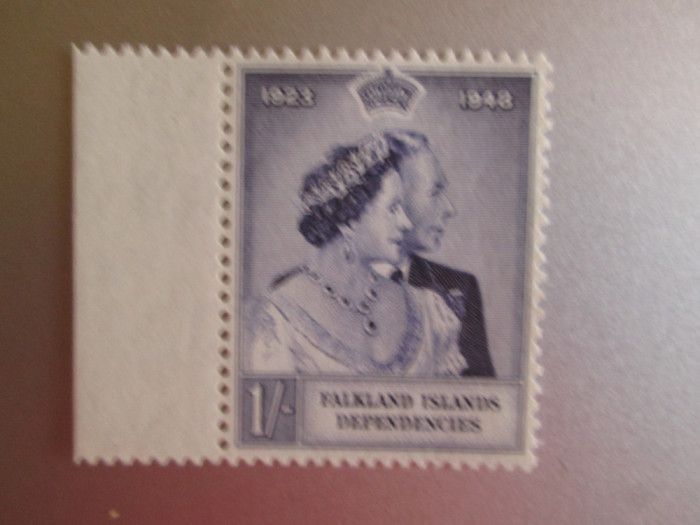 1923 1948
1/-
FALKLAND ISLANDS
DEPENDENCIES